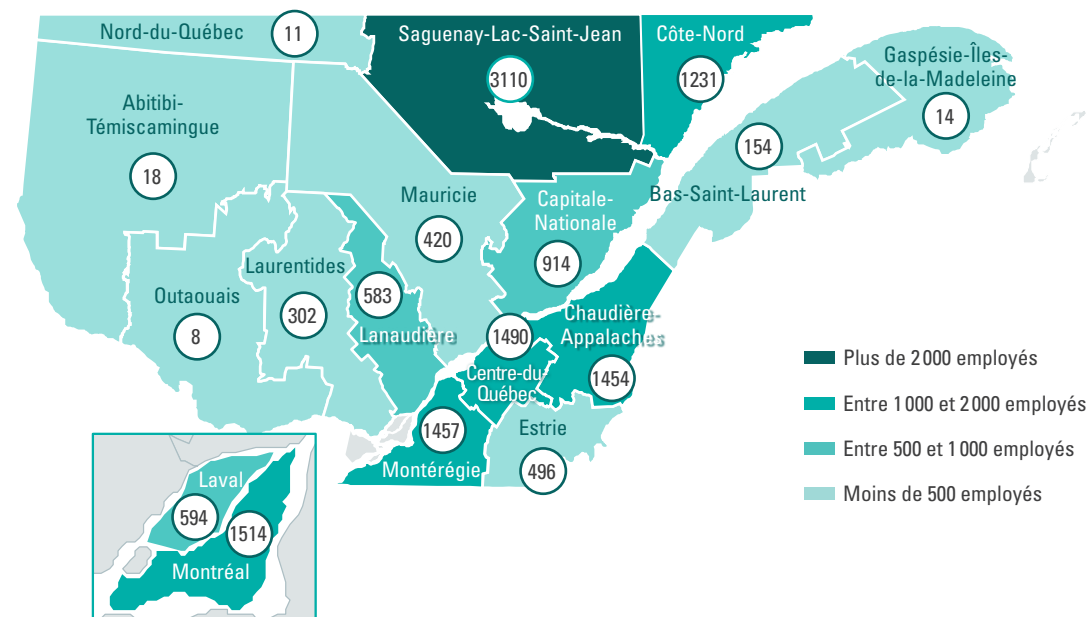 Nord-du-Québec
11
Saguenay-Lac-Saint-Jean
3110
Côte-Nord
1231
Gaspésie-Îles-
de-la-Madeleine
14
Abitibi-
Témiscamingue
18
154
Bas-Saint-Laurent
Mauricie
420
Capitale-
Nationale
914
Laurentides
302
583
Lanaudière
Outaouais
8
1490
Centre-du-
Québec
Chaudière-
Appalaches
1454
1457
Montérégie
Estrie
496
Laval
594
1514
Montréal
Plus de 2 000 employés
Entre 1 000 et 2 000 employés
Entre 500 et 1 000 employés
Moins de 500 employés